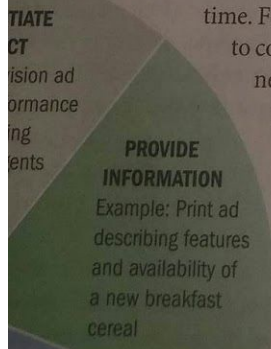 TIATE
CT
ision ad
ormance
ing
ents
time. F
to co
ne
PROVIDE
INFORMATION
Example: Print ad
describing features
and availability of
a new breakfast
cereal